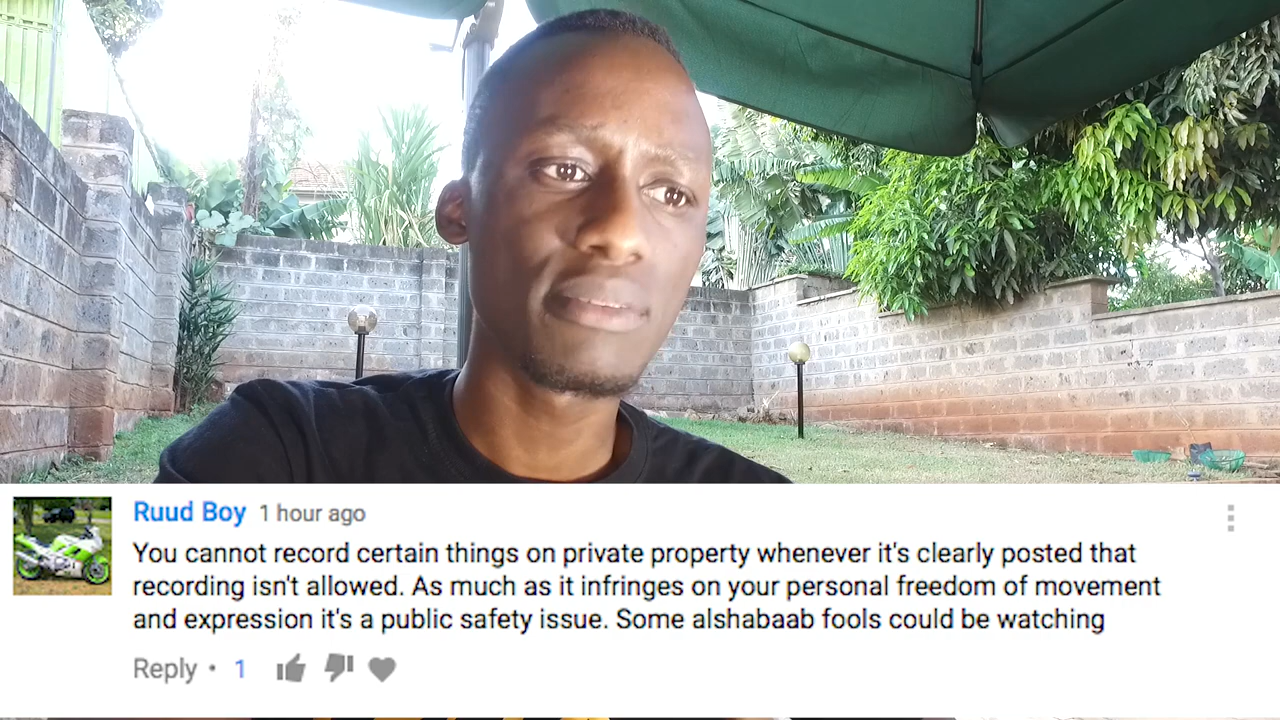 Ruud Boy 1 hour ago
You cannot record certain things on private property whenever it's clearly posted that
recording isn't allowed. As much as it infringes on your personal freedom of movement
and expression it's a public safety issue. Some alshabaab fools could be watching
Reply • 1